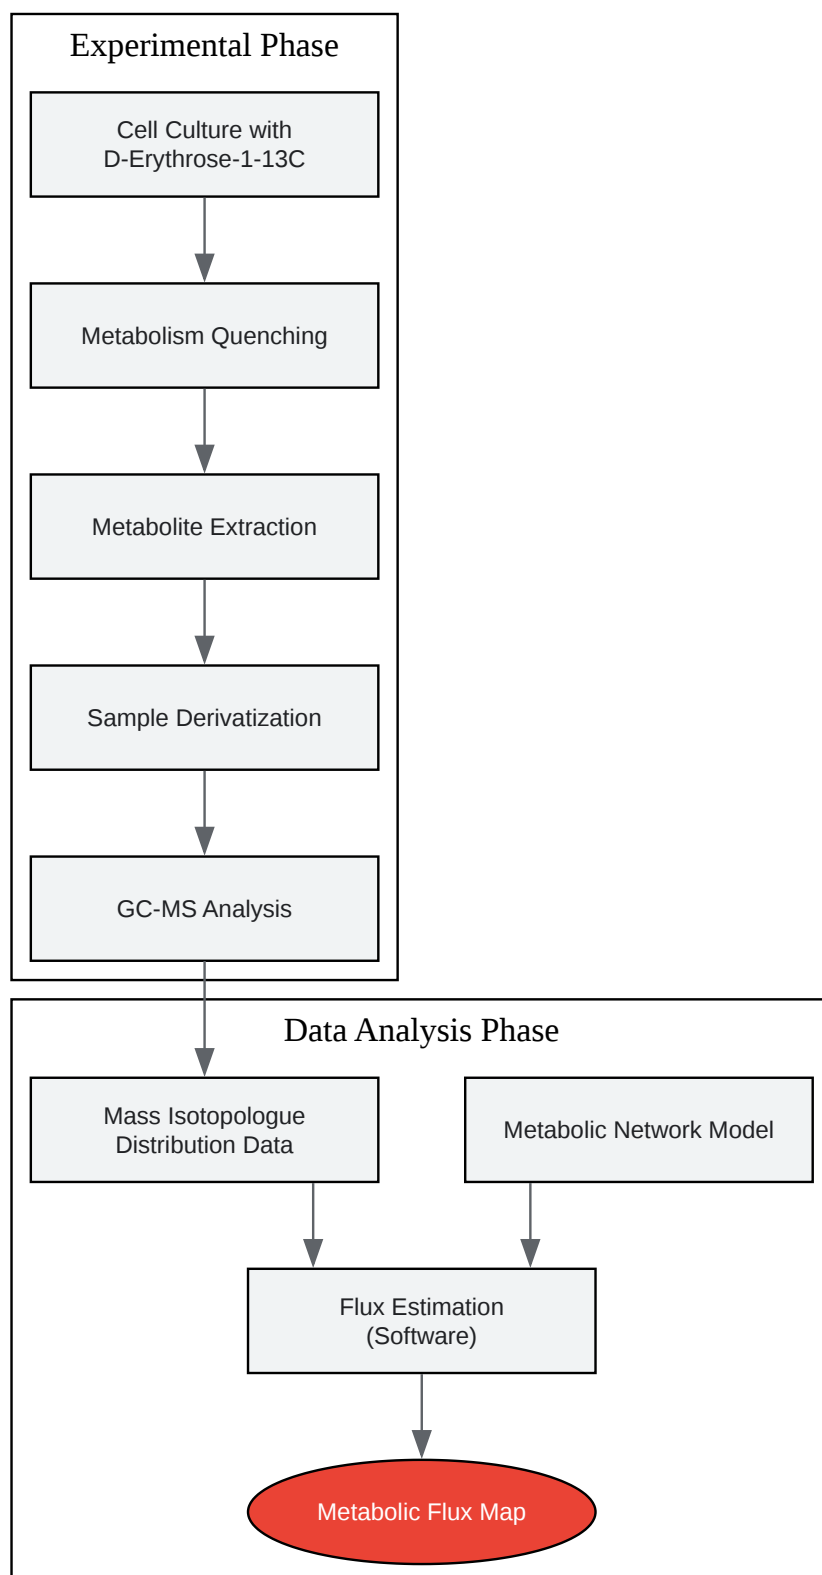 Experimental Phase
Cell Culture with
D-Erythrose-1-13C
Metabolism Quenching
Metabolite Extraction
Sample Derivatization
GC-MS Analysis
Data Analysis Phase
Mass Isotopologue
Distribution Data
Metabolic Network Model
Flux Estimation
(Software)
Metabolic Flux Map